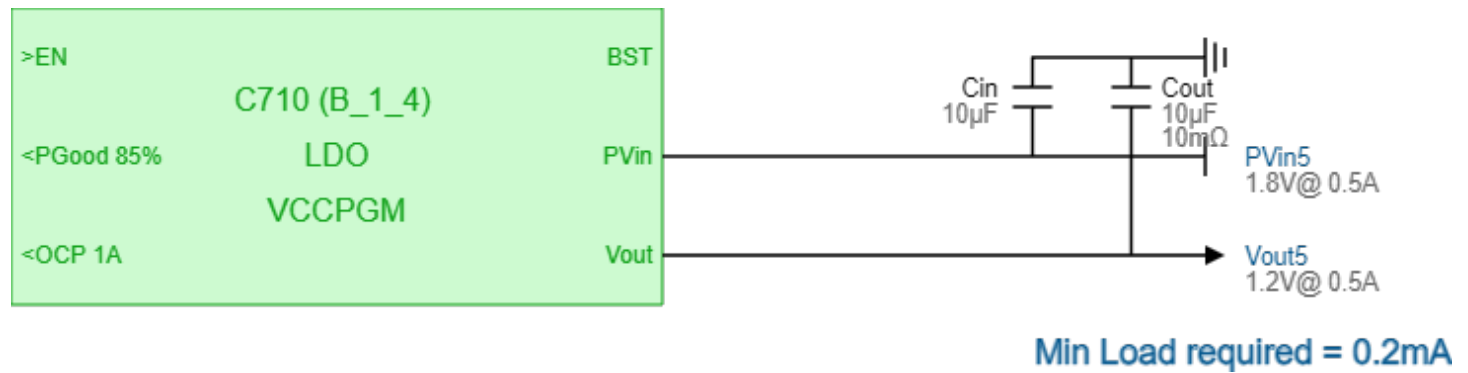 >EN
BST
C710 (B_1_4)
<PGood 85%
LDO
PVin
VCCPGM
<OCP 1A
Vout
Cin
10µF
Cout
10µF
10mΩ
PVin5
1.8V@ 0.5A
Vout5
1.2V@ 0.5A
Min Load required = 0.2mA